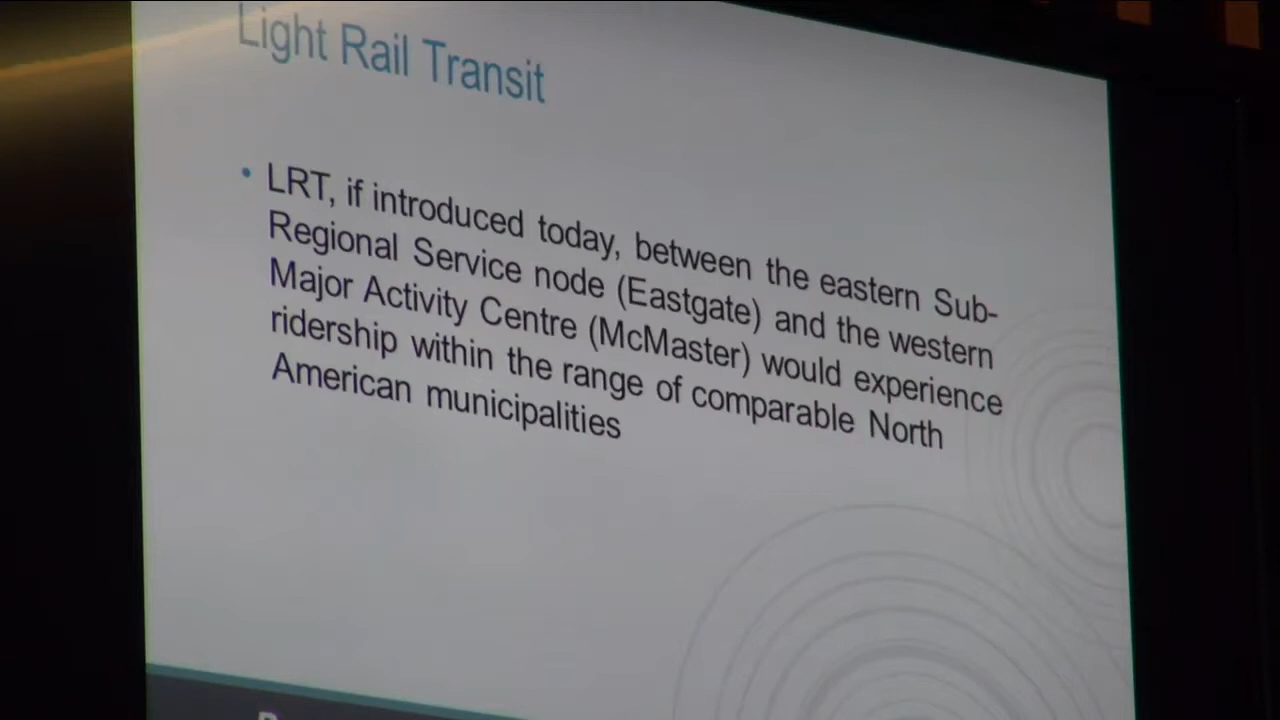 Light Rail Transit
• LRT, if introduced today, between the eastern Sub-
Regional Service node (Eastgate) and the western
Major Activity Centre (McMaster) would experience
ridership within the range of comparable North
American municipalities